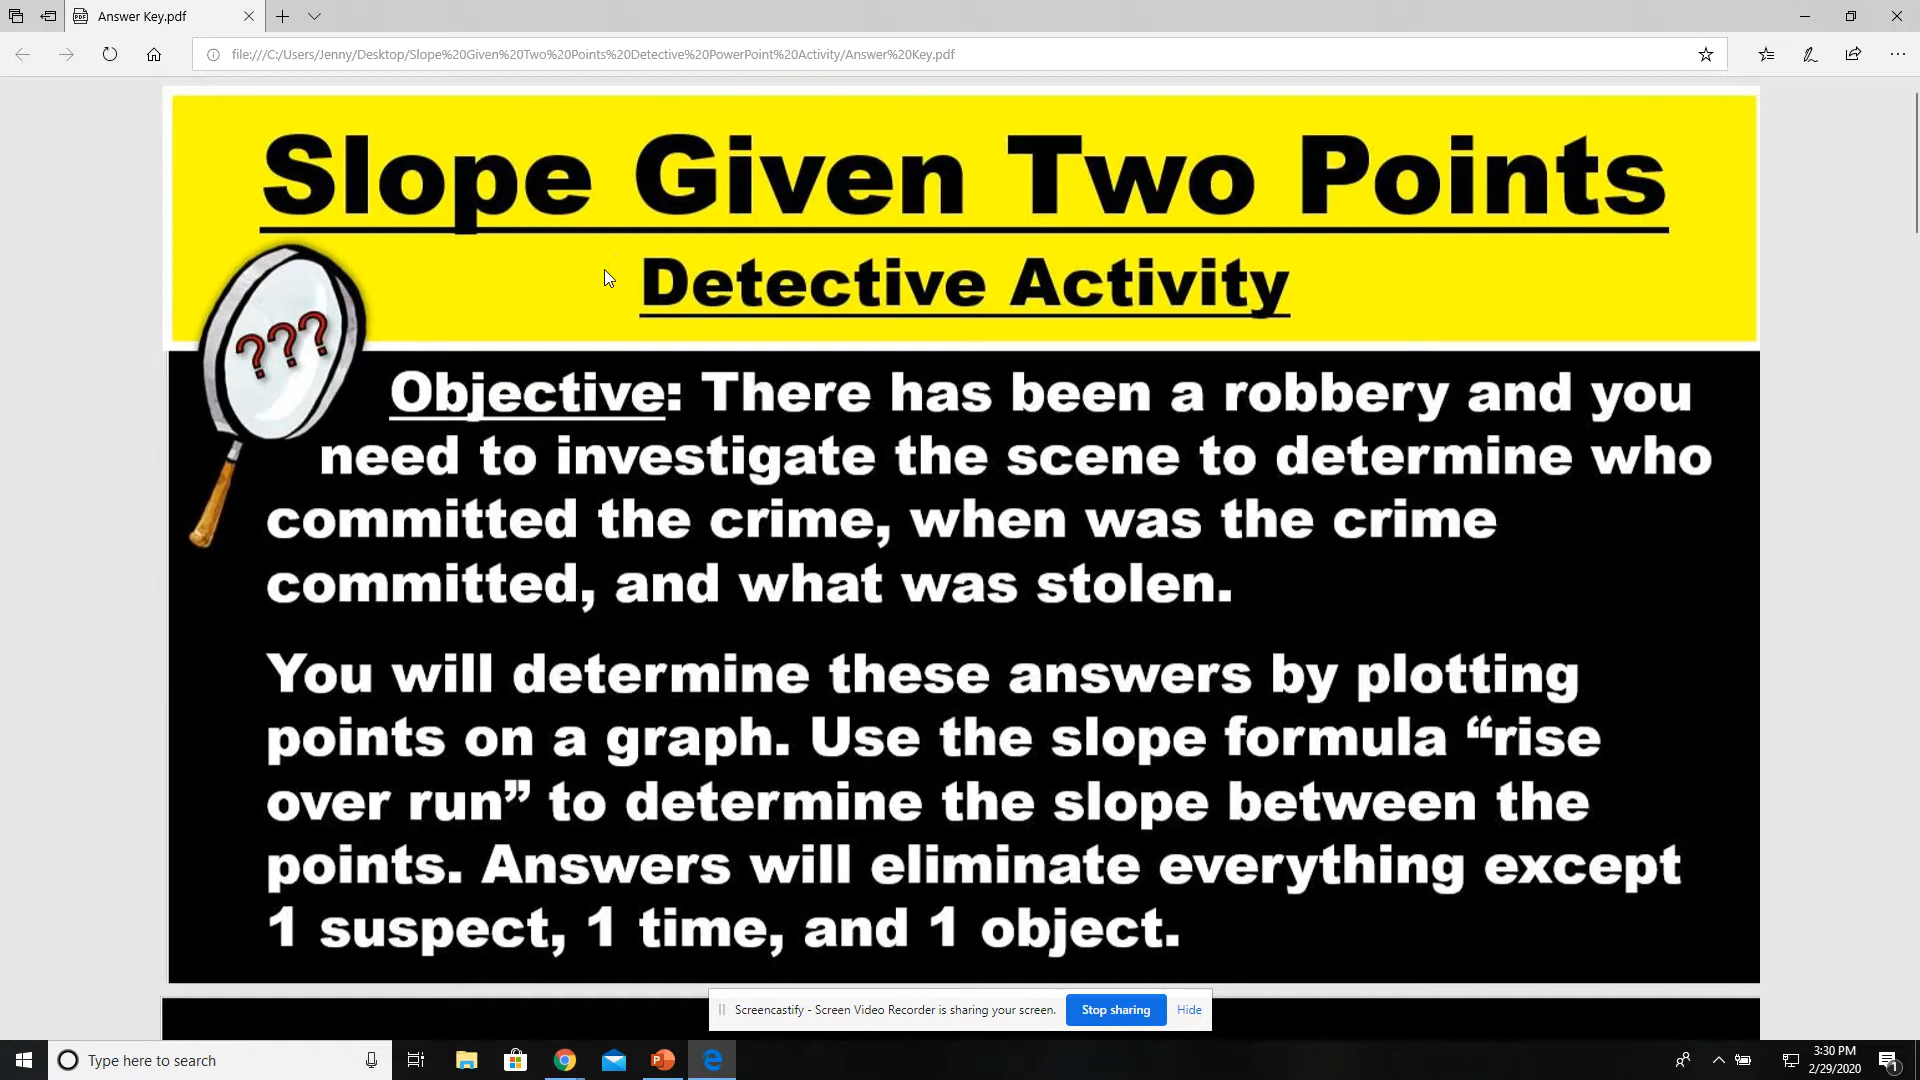 Answer Key.pdf
file:///C:/Users/Jenny/Desktop/Slope%20Given%20Two%20Points%20Detective%20PowerPoint%20Activity/Answer%20Key.pdf
Slope Given Two Points
Detective Activity
???
Objective: There has been a robbery and you
need to investigate the scene to determine who
committed the crime, when was the crime
committed, and what was stolen.
You will determine these answers by plotting
points on a graph. Use the slope formula “rise
over run” to determine the slope between the
points. Answers will eliminate everything except
1 suspect, 1 time, and 1 object.
Screencastify - Screen Video Recorder is sharing your screen. Stop sharing Hide
Type here to search
3:30 PM
2/29/2020
1